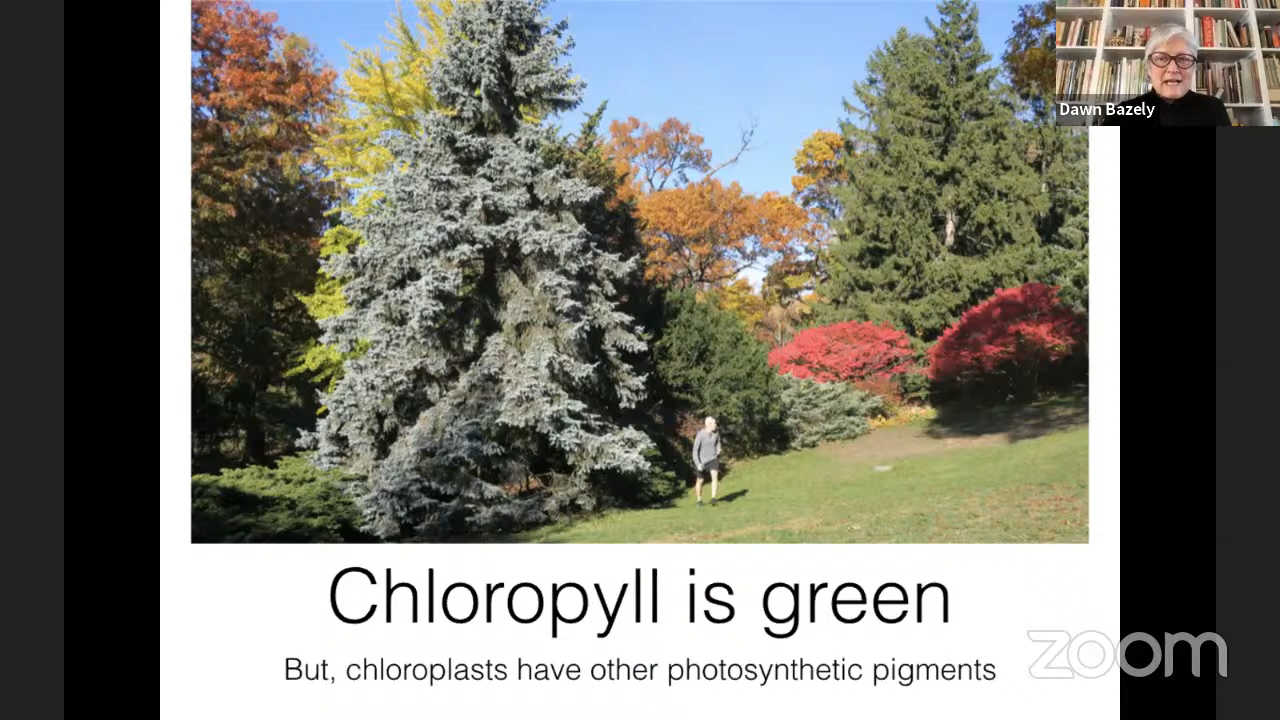 Dawn Bazely
Chloropyll is green
But, chloroplasts have other photosynthetic pigments
zoom